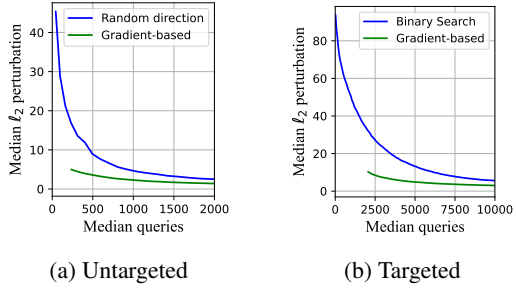 Random direction
Gradient-based
40
30
20
10
0
Median ℓ2 perturbation
0 500 1000 1500 2000
Median queries
(a) Untargeted
Binary Search
Gradient-based
80
60
40
20
0
Median ℓ2 perturbation
0 2500 5000 7500 10000
Median queries
(b) Targeted